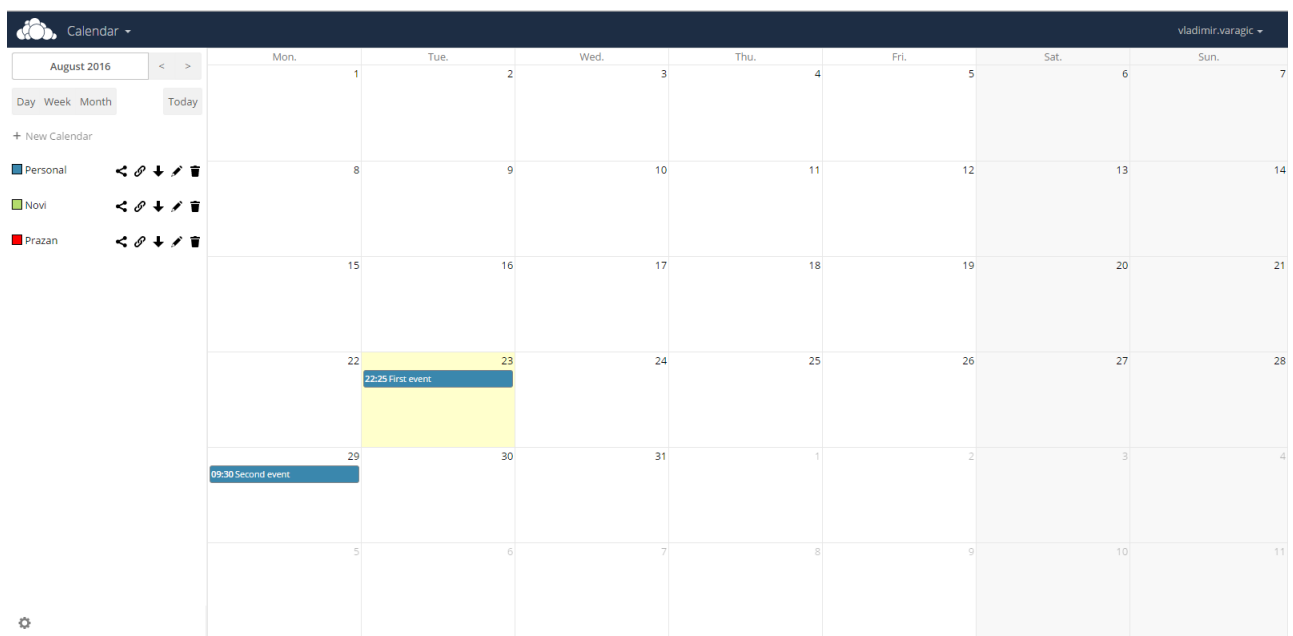 Calendar
vladimir.varagic
August 2016 < >
Day Week Month Today
+ New Calendar
Personal
Novi
Prazan
Mon. Tue. Wed. Thu. Fri. Sat. Sun.
1 2 3 4 5 6 7
8 9 10 11 12 13 14
15 16 17 18 19 20 21
22 23 24 25 26 27 28
22:25 First event
29 30 31 1 2 3 4
09:30 Second event
5 6 7 8 9 10 11